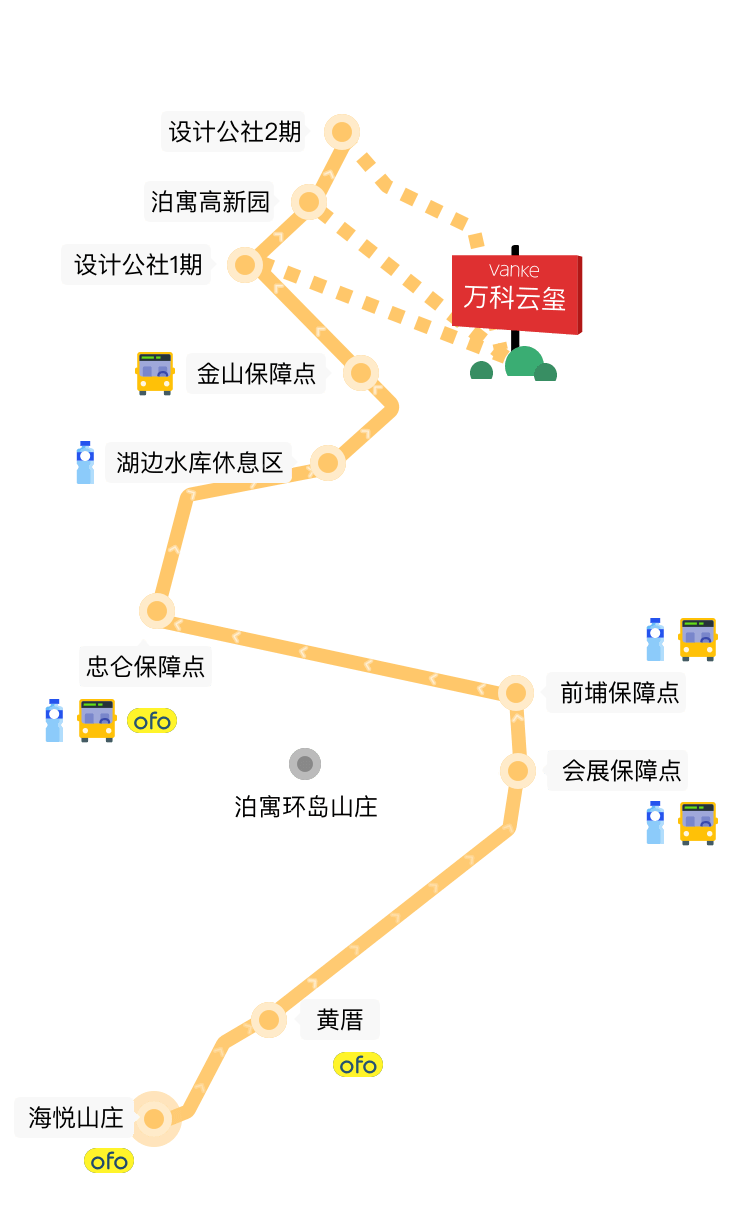 设计公社2期
泊寓高新园
设计公社1期
vanke
万科云玺
金山保障点
湖边水库休息区
忠仑保障点
ofo
前埔保障点
会展保障点
泊寓环岛山庄
黄厝
ofo
海悦山庄
ofo